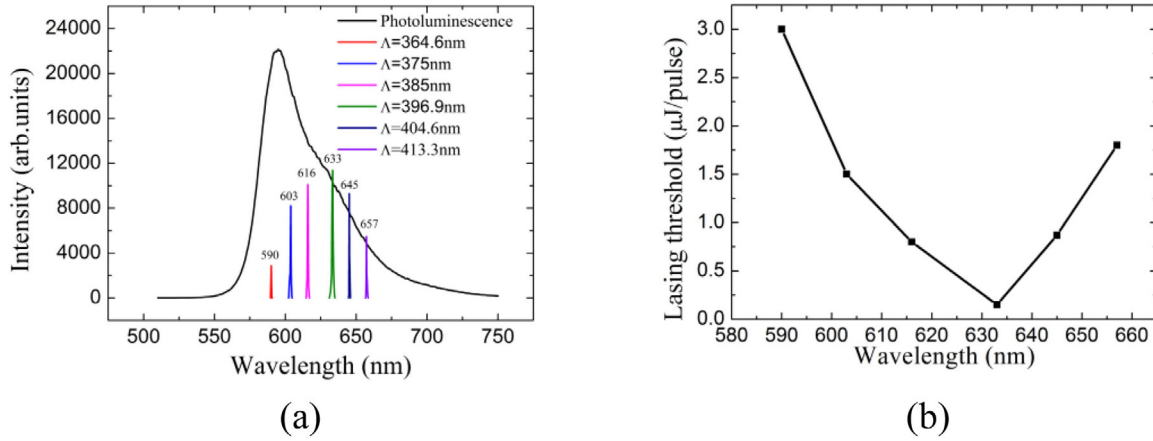 Photoluminescence
Λ=364.6nm
Λ=375nm
Λ=385nm
Λ=396.9nm
Λ=404.6nm
Λ=413.3nm
24000
20000
16000
12000
8000
4000
0
Intensity (arb.units)
590
603
616
633
645
657
500 550 600 650 700 750
Wavelength (nm)
(a)
3.0
2.5
2.0
1.5
1.0
0.5
0.0
Lasing threshold (μJ/pulse)
580 590 600 610 620 630 640 650 660
Wavelength (nm)
(b)